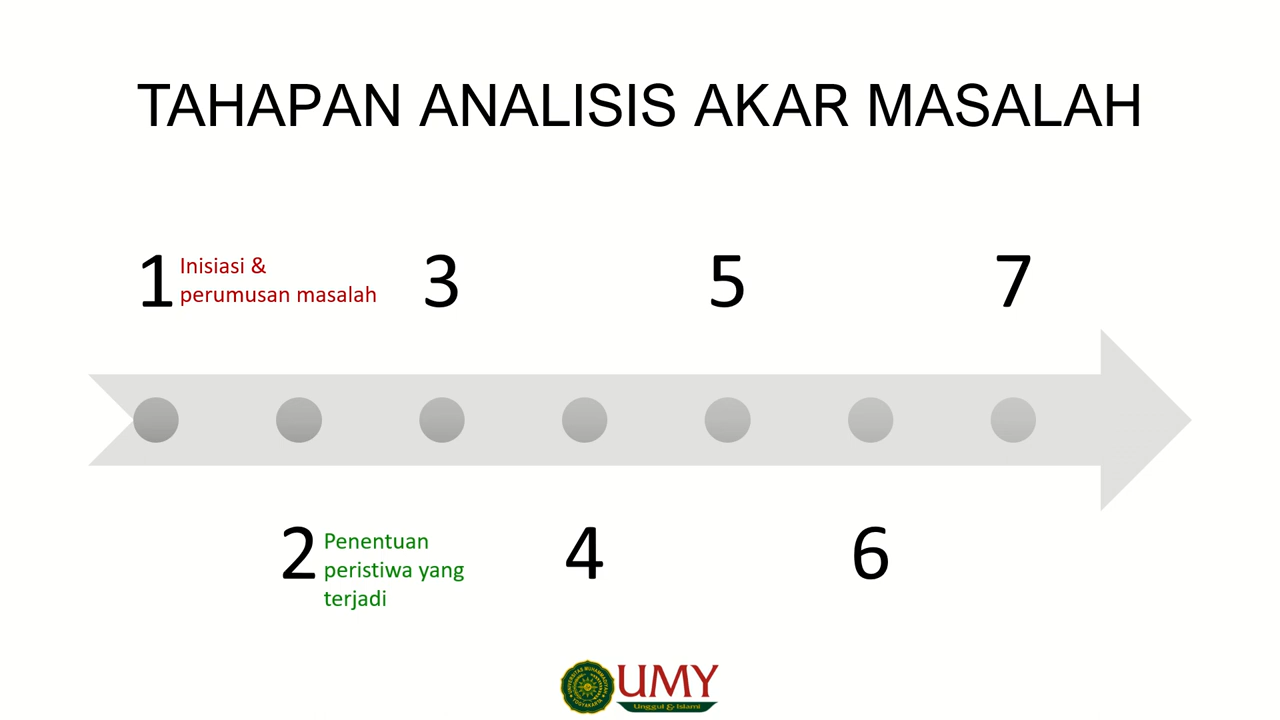 TAHAPAN ANALISIS AKAR MASALAH
1
Inisiasi &
perumusan masalah
3
5
7
2
Penentuan
peristiwa yang
terjadi
4
6
UMY
Unggul & Islami